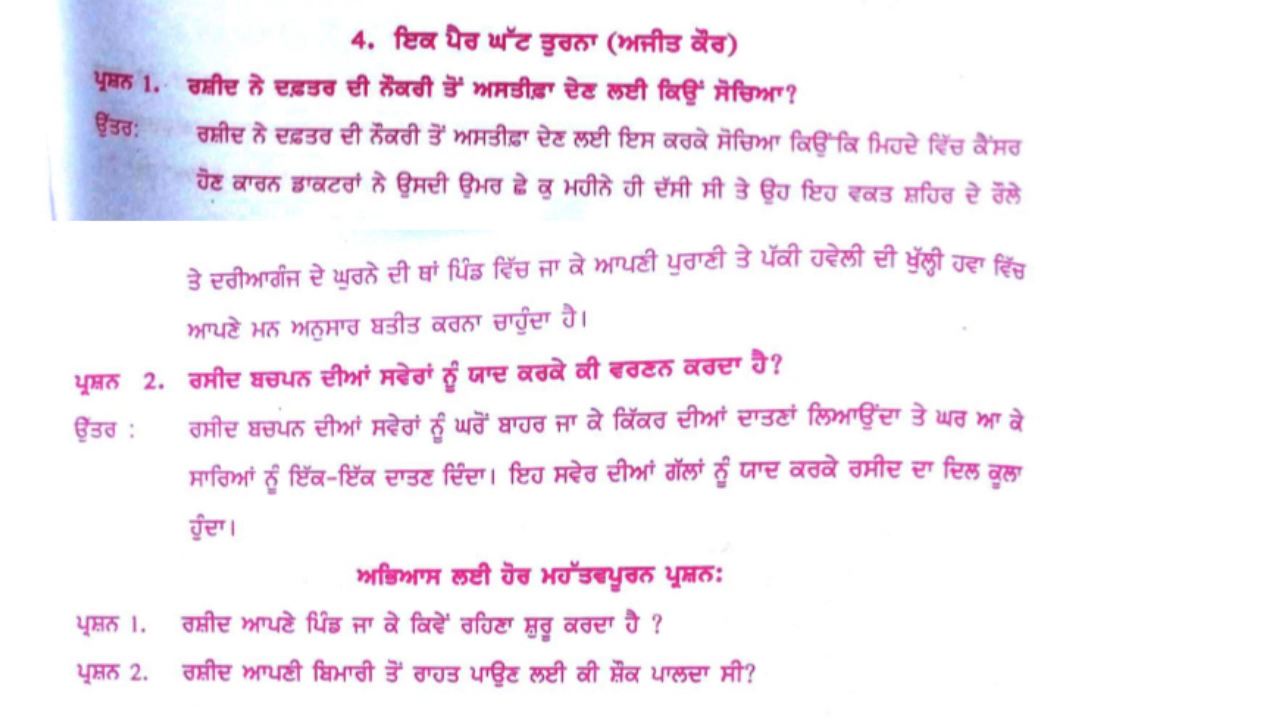 4. ਇਕ ਪੈਰ ਘੱਟ ਤੁਰਨਾ (ਅਜੀਤ ਕੌਰ)
ਪ੍ਰਸ਼ਨ 1. ਰਸ਼ੀਦ ਨੇ ਦਫ਼ਤਰ ਦੀ ਨੌਕਰੀ ਤੋਂ ਅਸਤੀਫ਼ਾ ਦੇਣ ਲਈ ਕਿਉਂ ਸੋਚਿਆ?
ਉੱਤਰ: ਰਸ਼ੀਦ ਨੇ ਦਫ਼ਤਰ ਦੀ ਨੌਕਰੀ ਤੋਂ ਅਸਤੀਫ਼ਾ ਦੇਣ ਲਈ ਇਸ ਕਰਕੇ ਸੋਚਿਆ ਕਿਉਂਕਿ ਮਿਹਦੇ ਵਿੱਚ ਕੈਂਸਰ
ਹੋਣ ਕਾਰਨ ਡਾਕਟਰਾਂ ਨੇ ਉਸਦੀ ਉਮਰ ਛੇ ਕੁ ਮਹੀਨੇ ਹੀ ਦੱਸੀ ਸੀ ਤੇ ਉਹ ਇਹ ਵਕਤ ਸ਼ਹਿਰ ਦੇ ਰੌਲੇ
ਤੇ ਦਰੀਆਗੰਜ ਦੇ ਘੁਰਨੇ ਦੀ ਥਾਂ ਪਿੰਡ ਵਿੱਚ ਜਾ ਕੇ ਆਪਣੀ ਪੁਰਾਣੀ ਤੇ ਪੱਕੀ ਹਵੇਲੀ ਦੀ ਖੁੱਲ੍ਹੀ ਹਵਾ ਵਿੱਚ
ਆਪਣੇ ਮਨ ਅਨੁਸਾਰ ਬਤੀਤ ਕਰਨਾ ਚਾਹੁੰਦਾ ਹੈ।
ਪ੍ਰਸ਼ਨ 2. ਰਸੀਦ ਬਚਪਨ ਦੀਆਂ ਸਵੇਰਾਂ ਨੂੰ ਯਾਦ ਕਰਕੇ ਕੀ ਵਰਣਨ ਕਰਦਾ ਹੈ?
ਉੱਤਰ : ਰਸੀਦ ਬਚਪਨ ਦੀਆਂ ਸਵੇਰਾਂ ਨੂੰ ਘਰੋਂ ਬਾਹਰ ਜਾ ਕੇ ਕਿੱਕਰ ਦੀਆਂ ਦਾਤਣਾਂ ਲਿਆਉਂਦਾ ਤੇ ਘਰ ਆ ਕੇ
ਸਾਰਿਆਂ ਨੂੰ ਇੱਕ-ਇੱਕ ਦਾਤਣ ਦਿੰਦਾ। ਇਹ ਸਵੇਰ ਦੀਆਂ ਗੱਲਾਂ ਨੂੰ ਯਾਦ ਕਰਕੇ ਰਸੀਦ ਦਾ ਦਿਲ ਕੂਲਾ
ਹੁੰਦਾ।
ਅਭਿਆਸ ਲਈ ਹੋਰ ਮਹੱਤਵਪੂਰਨ ਪ੍ਰਸ਼ਨ:
ਪ੍ਰਸ਼ਨ 1. ਰਸ਼ੀਦ ਆਪਣੇ ਪਿੰਡ ਜਾ ਕੇ ਕਿਵੇਂ ਰਹਿਣਾ ਸ਼ੁਰੂ ਕਰਦਾ ਹੈ ?
ਪ੍ਰਸ਼ਨ 2. ਰਸ਼ੀਦ ਆਪਣੀ ਬਿਮਾਰੀ ਤੋਂ ਰਾਹਤ ਪਾਉਣ ਲਈ ਕੀ ਸ਼ੌਕ ਪਾਲਦਾ ਸੀ?